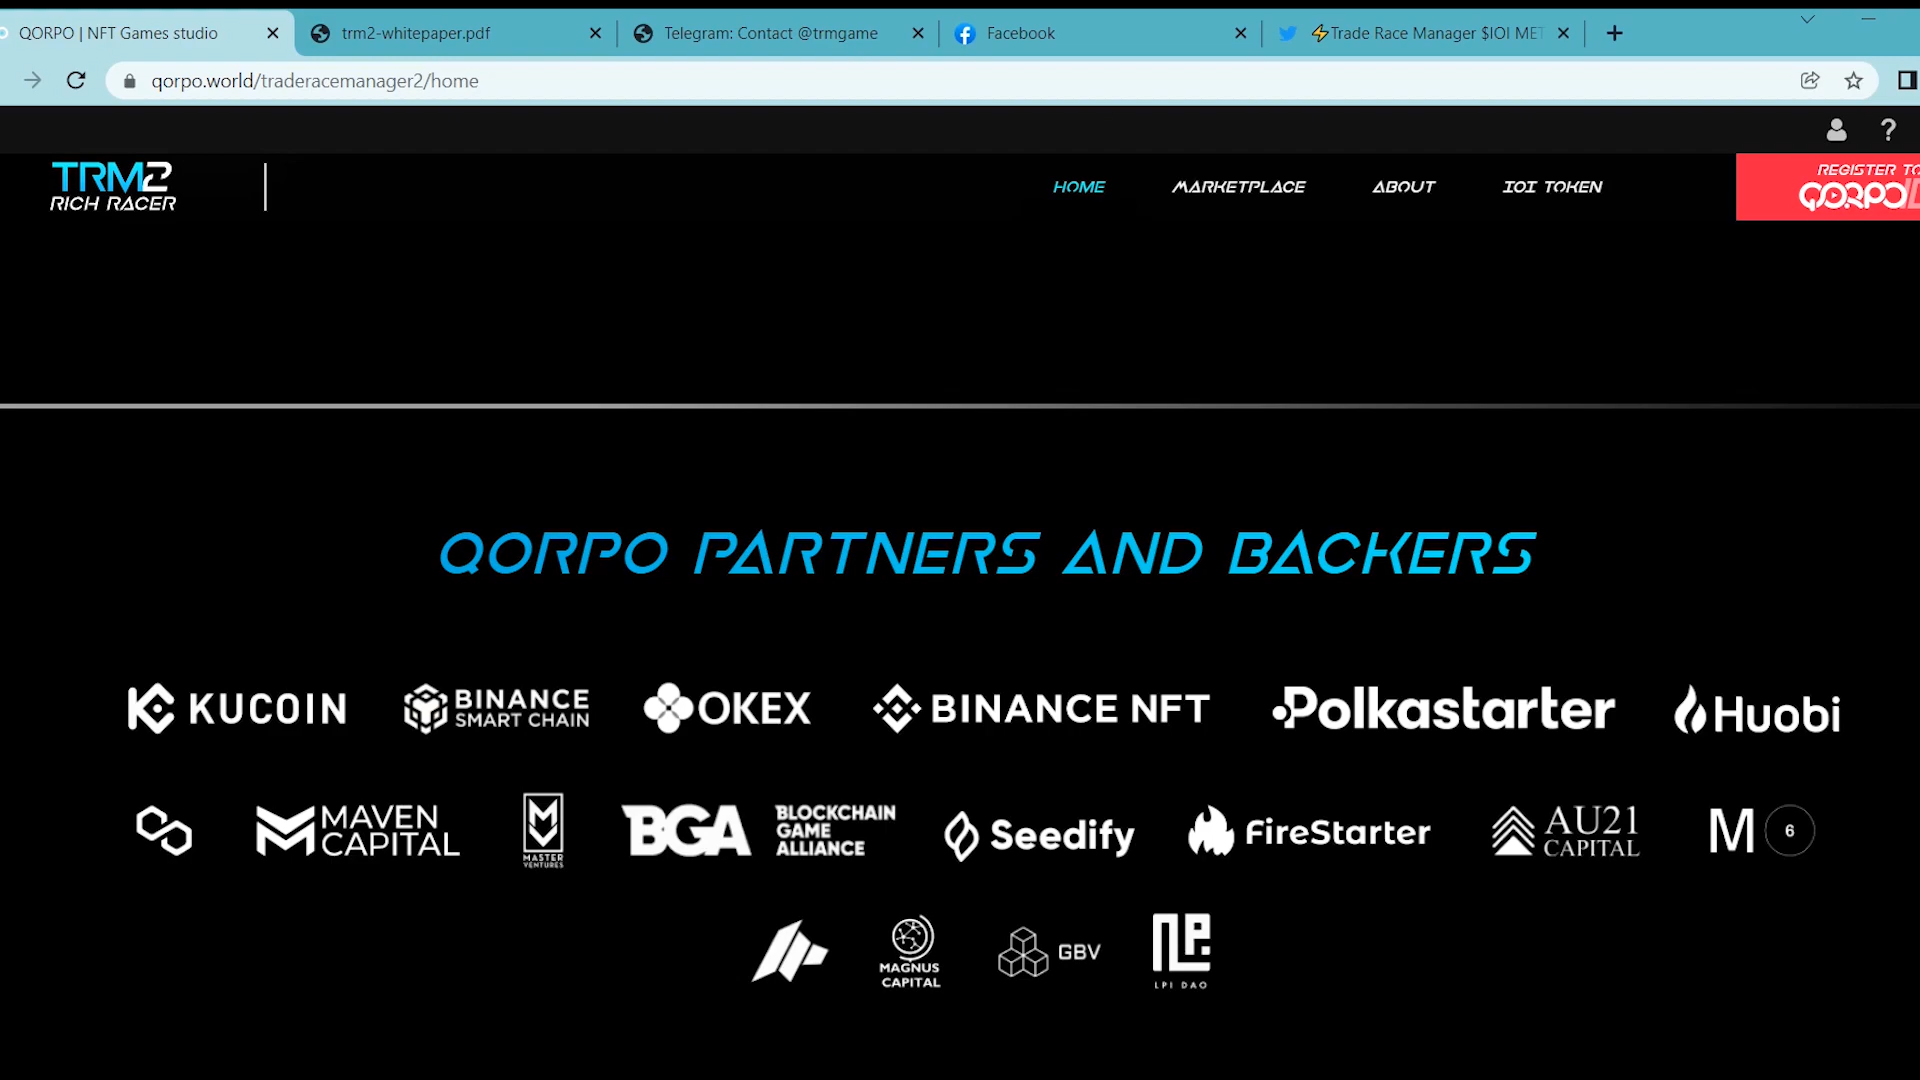 QORPO | NFT Games studio
trm2-whitepaper.pdf
Telegram: Contact @trmgame
Facebook
⚡Trade Race Manager $IOI MET
qorpo.world/traderacemanager2/home
?
TRM2
RICH RACER
HOME
MARKETPLACE
ABOUT
IOI TOKEN
REGISTER TO
QORPO ID
QORPO PARTNERS AND BACKERS
KUCOIN
BINANCE
SMART CHAIN
OKEX
BINANCE NFT
Polkastarter
Huobi
MAVEN
CAPITAL
MASTER
VENTURES
BGA
BLOCKCHAIN
GAME
ALLIANCE
Seedify
FireStarter
AU21
CAPITAL
M 6
MAGNUS
CAPITAL
GBV
LPI DAO